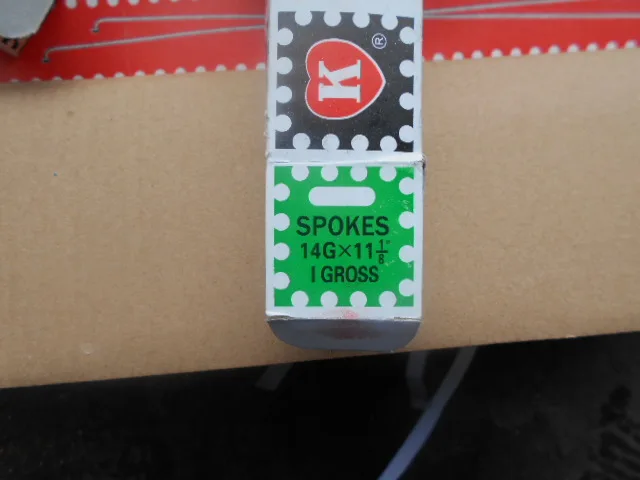 K
®
SPOKES
14G×11 1/8"
1 GROSS